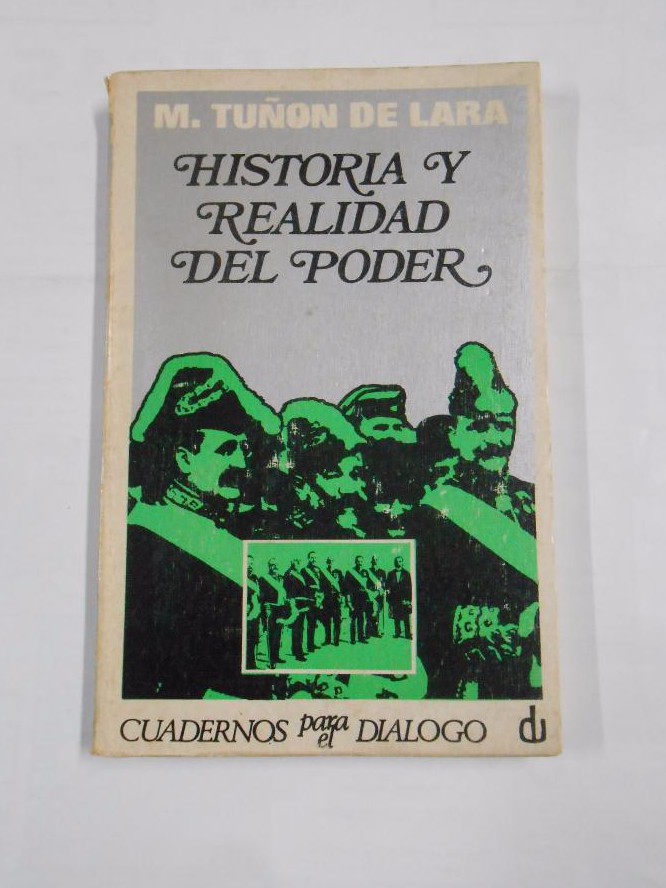 M. TUÑON DE LARA
HISTORIA Y
REALIDAD
DEL PODER
CUADERNOS para el DIALOGO